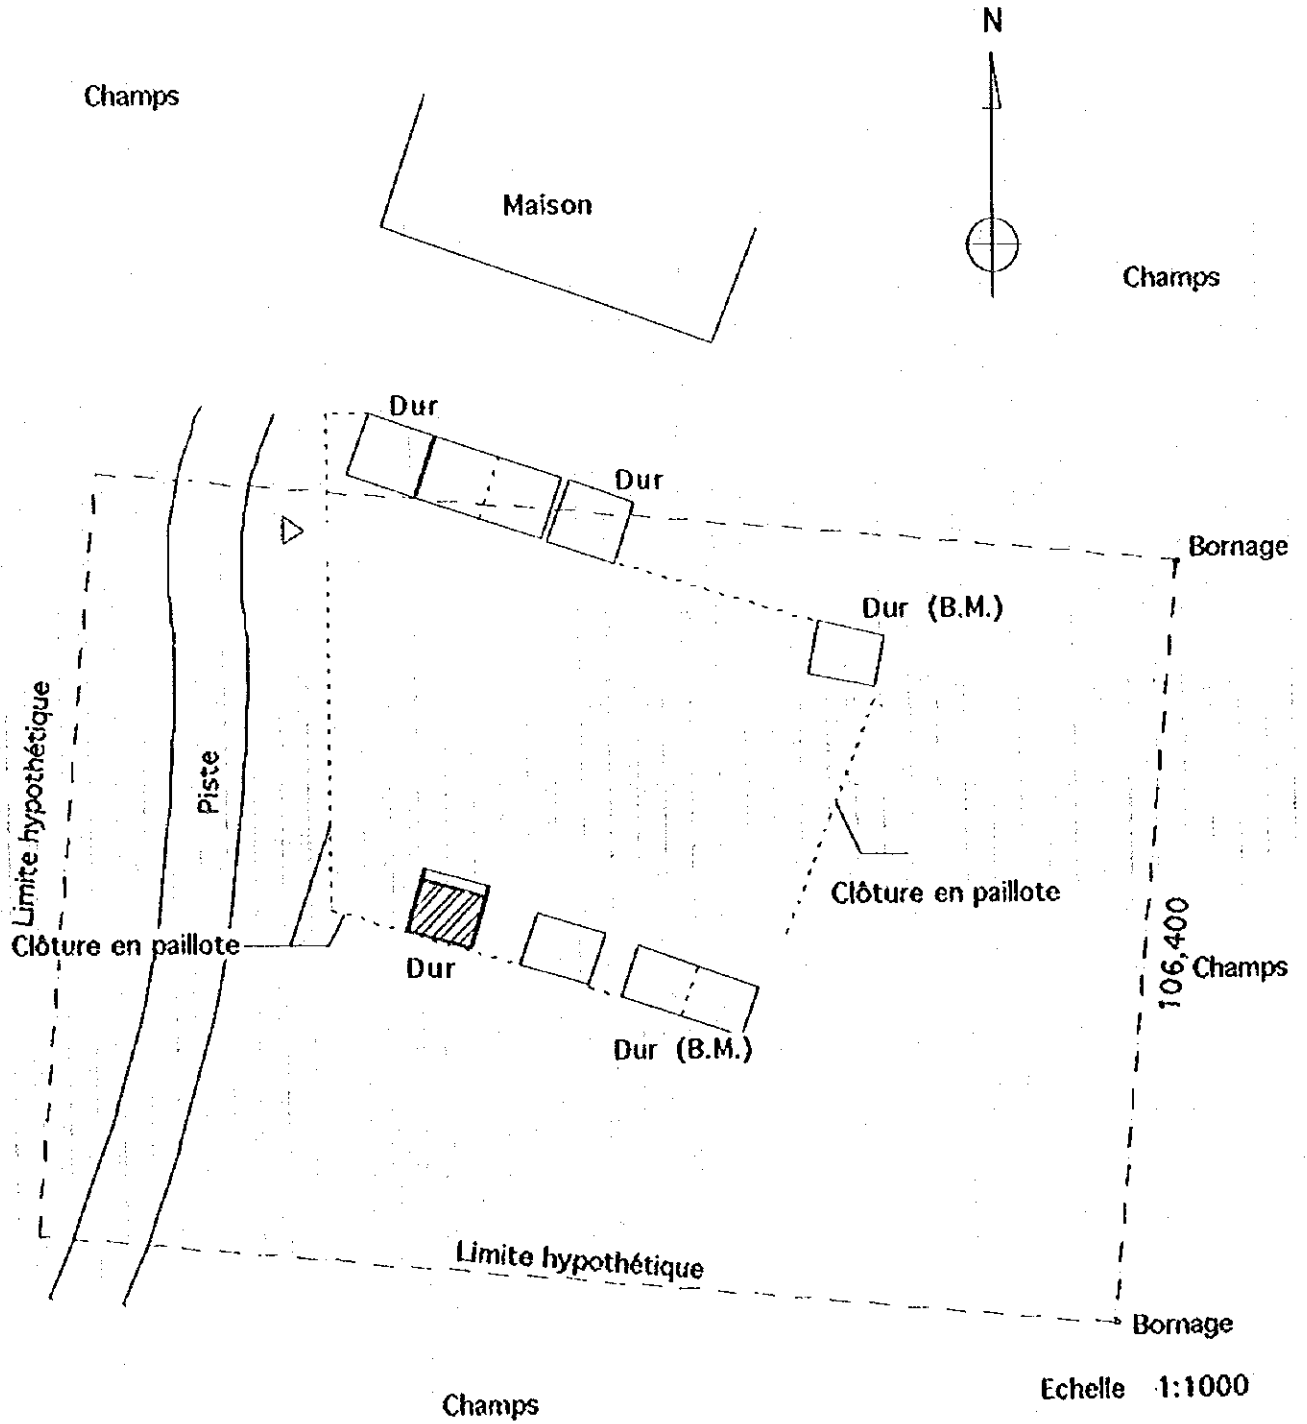 N
Champs
Maison
Champs
Dur
Dur
Bornage
Dur (B.M.)
Limite hypothétique
Piste
Clôture en paillote
Clôture en paillote
Dur
106,400
Champs
Dur (B.M.)
Limite hypothétique
Bornage
Echelle 1:1000
Champs